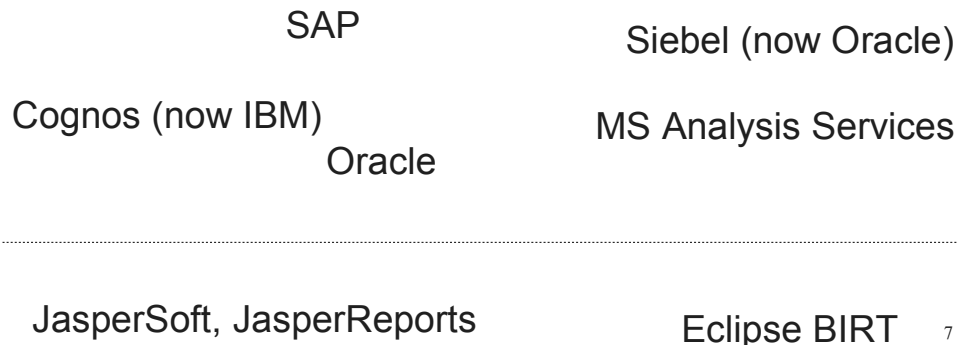 SAP
Siebel (now Oracle)
Cognos (now IBM)
MS Analysis Services
Oracle
JasperSoft, JasperReports
Eclipse BIRT
7